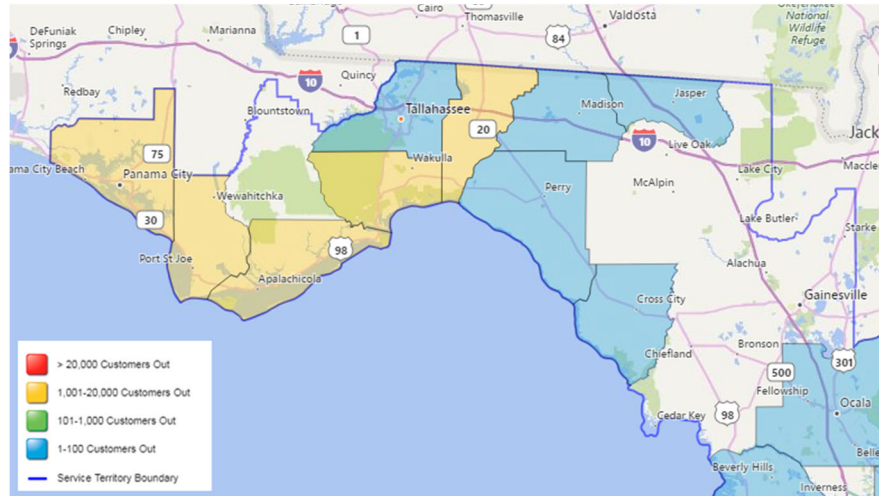 Cairo
Thomasville
Valdosta
National
Wildlife
Refuge
DeFuniak
Springs
Chipley
Marianna
1
84
10
Quincy
Redbay
Blountstown
Tallahassee
Madison
Jasper
20
10
Live Oak
Jack
75
Wakulla
Panama City
ama City Beach
Wewahitchka
Perry
McAlpin
Lake City
Macclen
30
Lake Butler
Starke
98
Port St Joe
Apalachicola
Alachua
Cross City
Gainesville
Chiefland
Bronson
301
500
Fellowship
98
Ocala
Cedar Key
Belle
Beverly Hills
Inverness
> 20,000 Customers Out
1,001-20,000 Customers Out
101-1,000 Customers Out
1-100 Customers Out
Service Territory Boundary